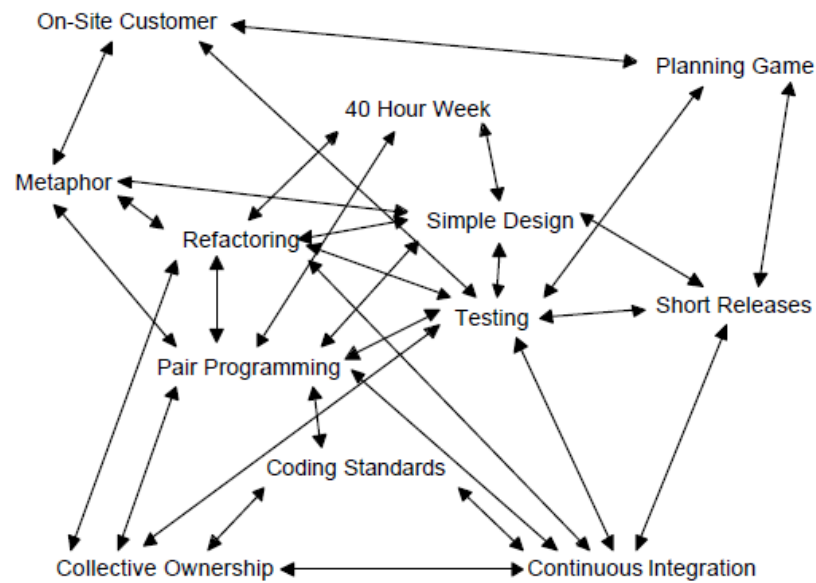 On-Site Customer
Planning Game
40 Hour Week
Metaphor
Simple Design
Refactoring
Short Releases
Testing
Pair Programming
Coding Standards
Collective Ownership
Continuous Integration